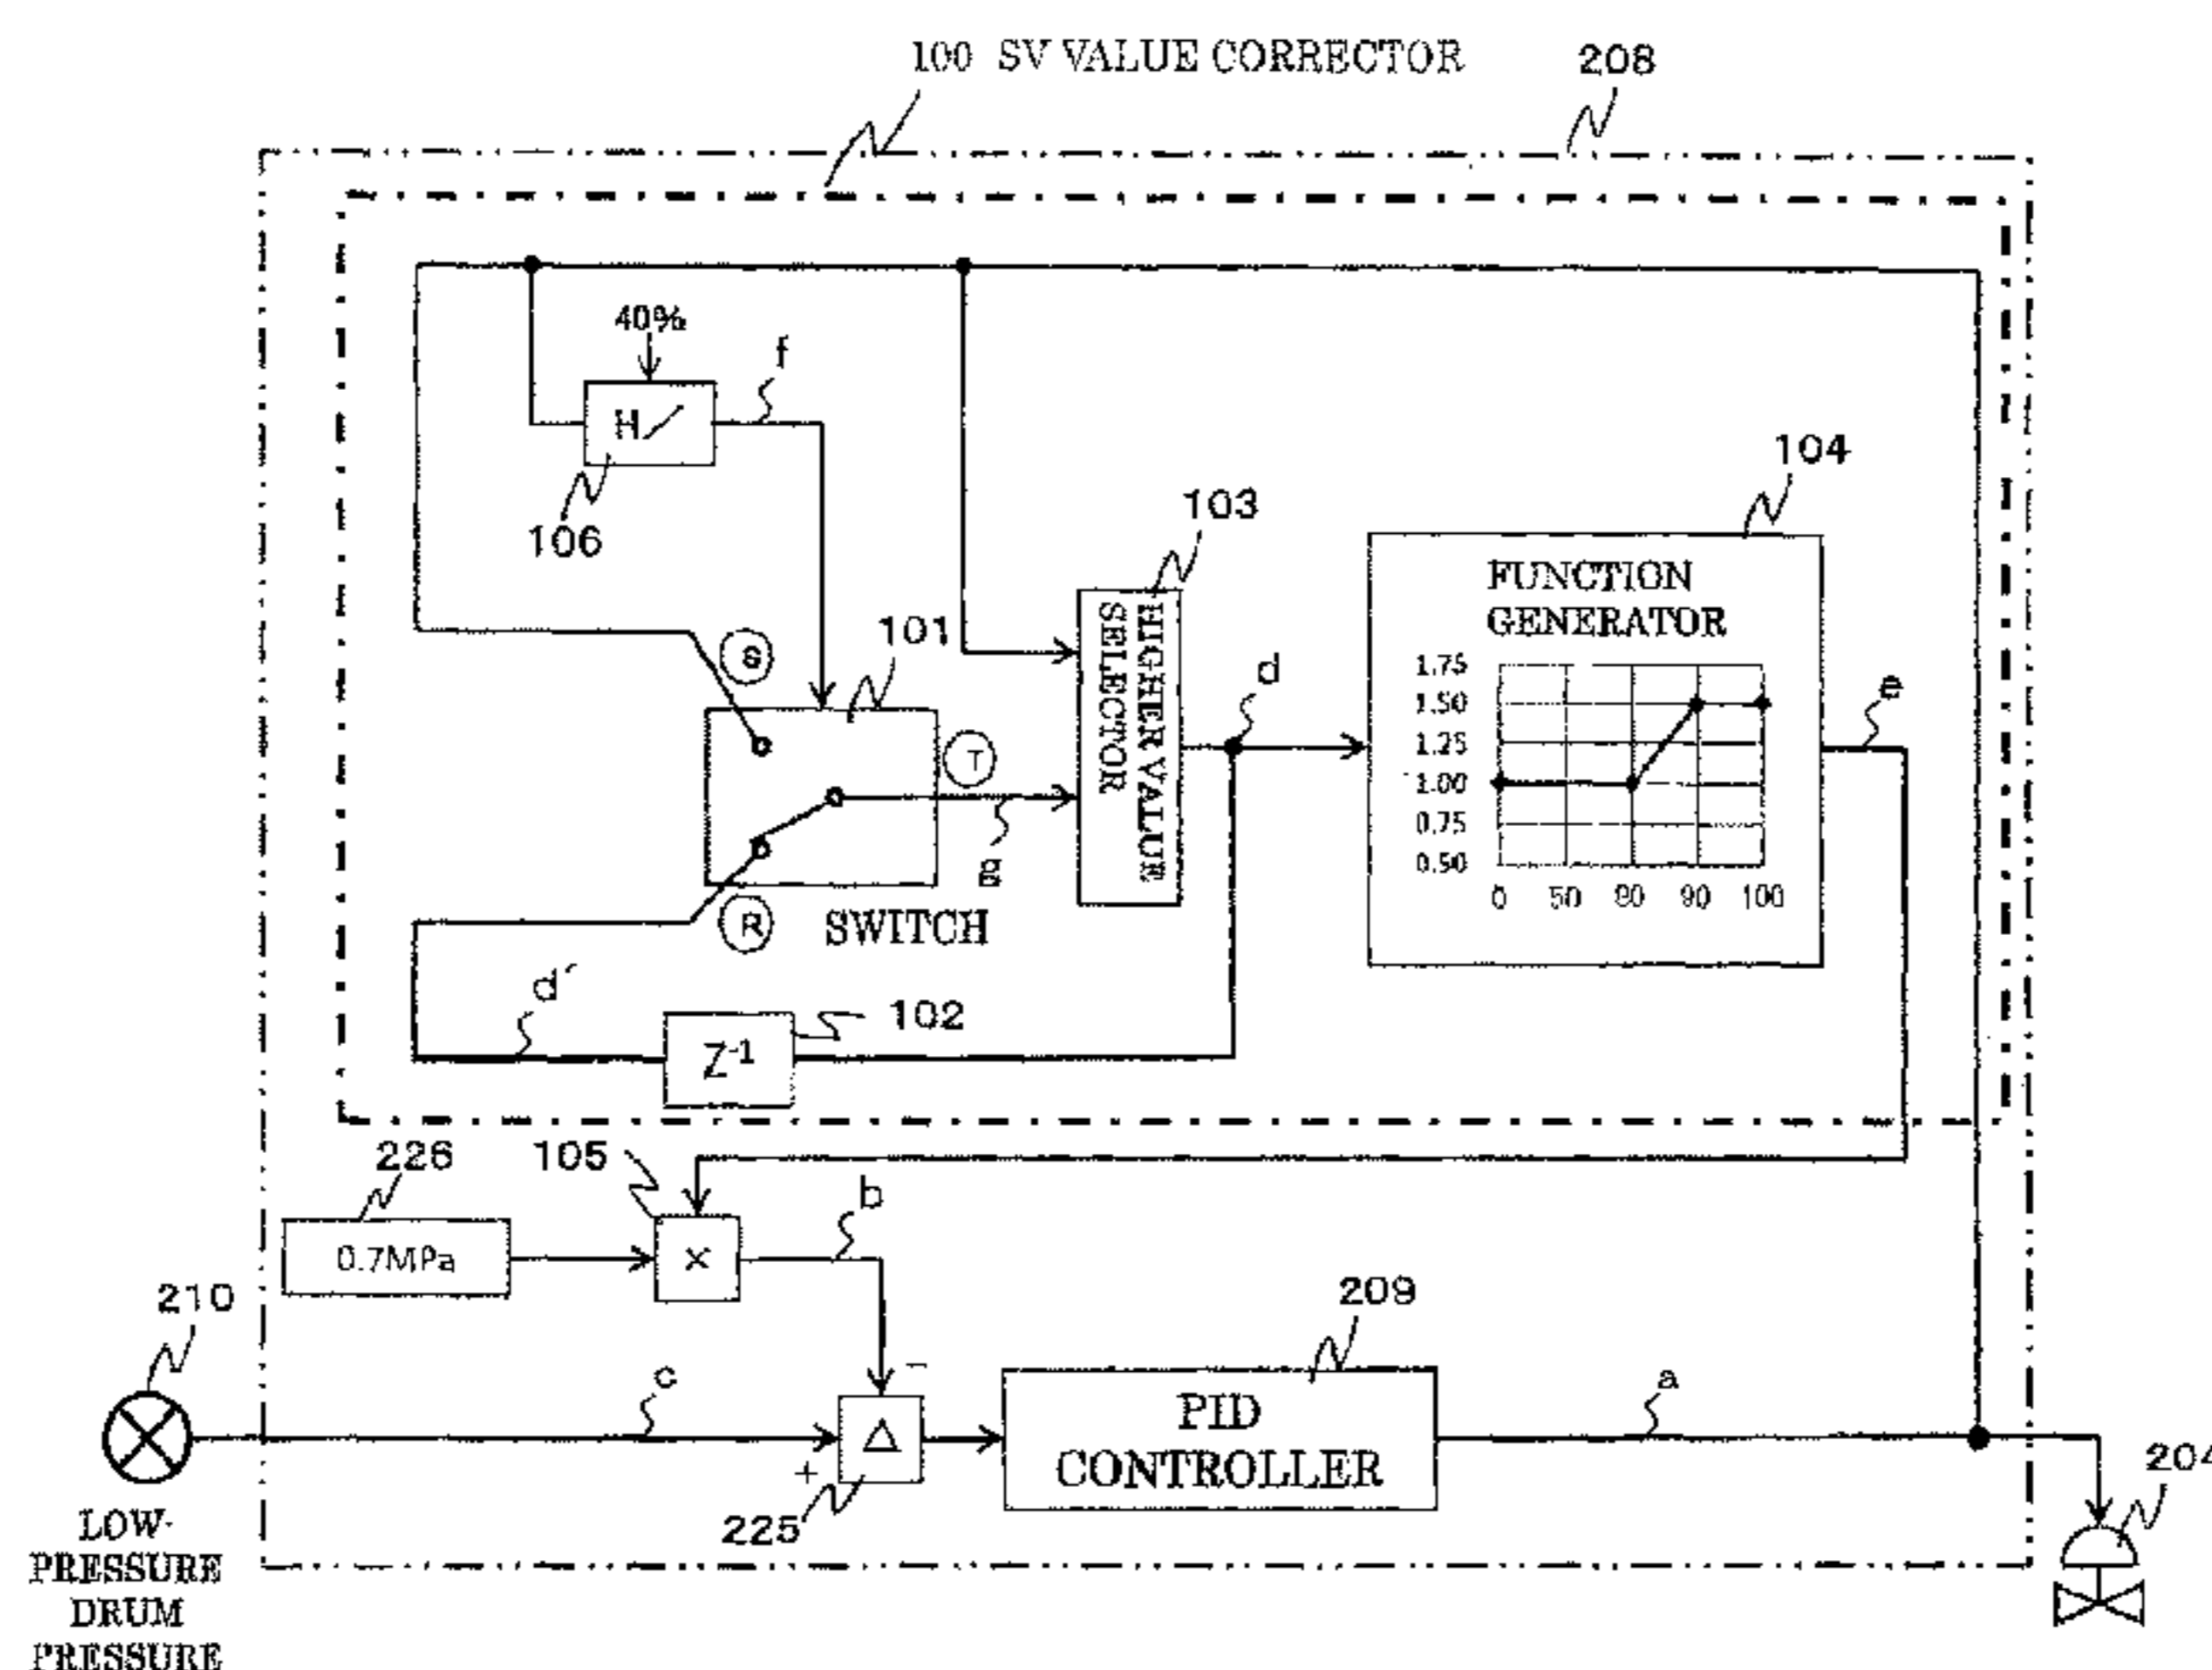 100 SV VALUE CORRECTOR
208
40%
f
H
106
104
103
101
FUNCTION
GENERATOR
S
HIGHER VALUE
SELECTOR
d
1.75
1.50
1.25
1.00
0.75
0.50
e
T
g
0 50 80 90 100
R
SWITCH
d´
102
Z-1
226
105
b
0.7MPa
×
210
209
c
−
a
PID
CONTROLLER
Δ
+
225
204
LOW-
PRESSURE
DRUM
PRESSURE